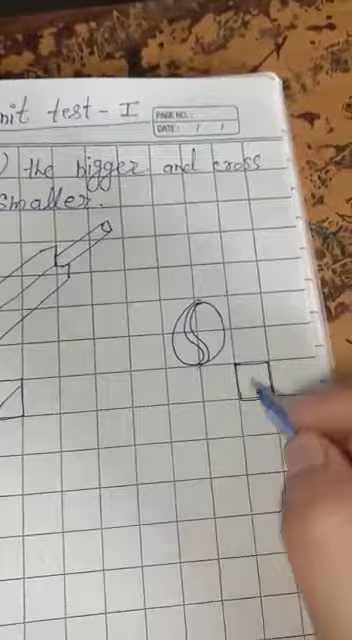 nit test - I
PAGE NO.:
DATE: / /
) the bigger and cross
smaller.